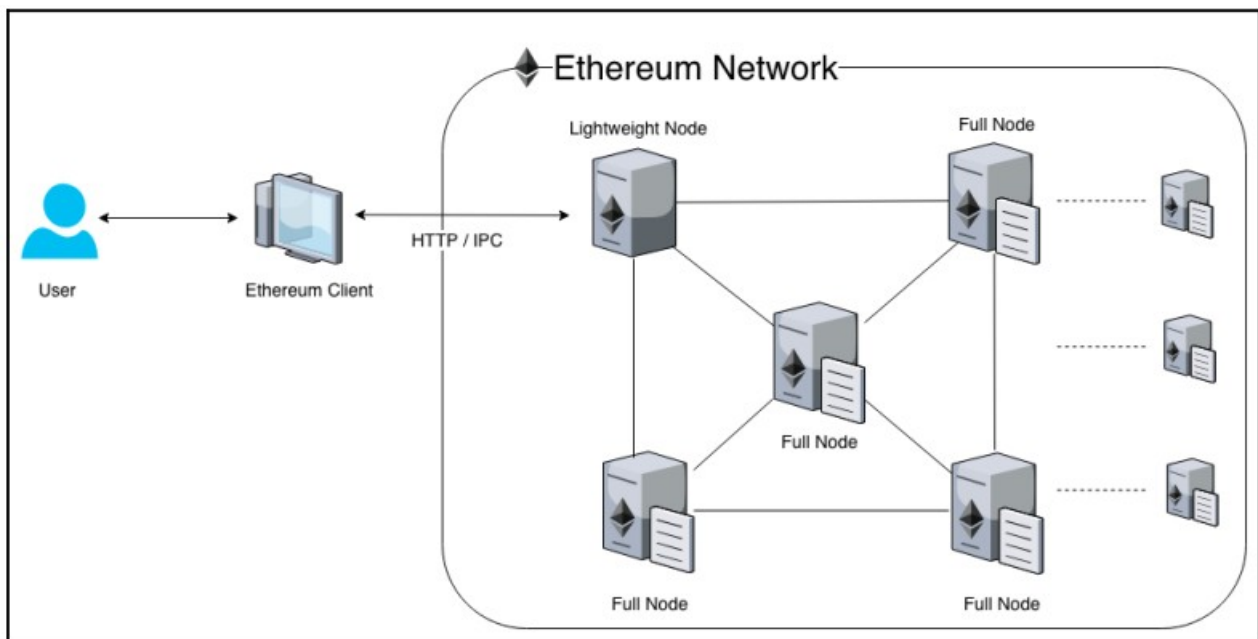 Ethereum Network
Lightweight Node
Full Node
HTTP / IPC
User
Ethereum Client
Full Node
Full Node
Full Node